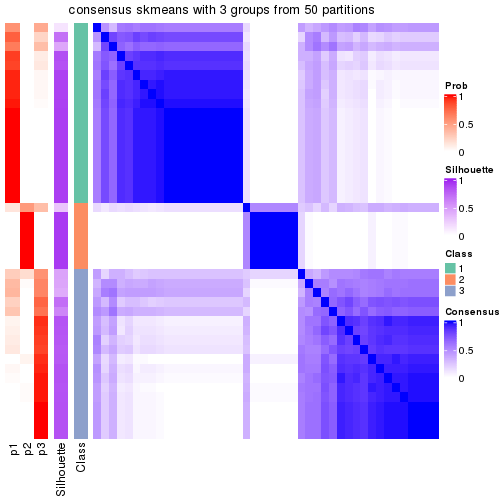 consensus skmeans with 3 groups from 50 partitions
Prob
1
0.5
0
Silhouette
1
0.5
0
Class
1
2
3
Consensus
1
0.5
0
p1
p2
p3
Silhouette
Class